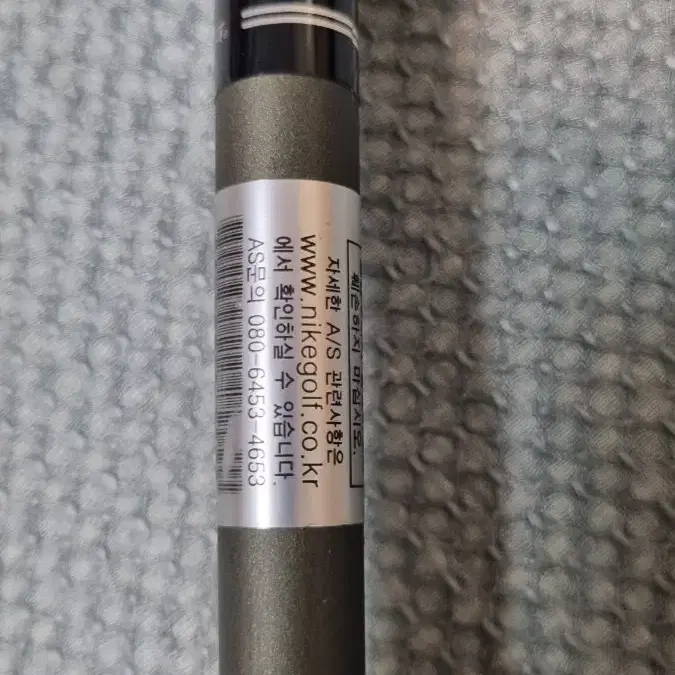 훼손하지 마십시오.
자세한 A/S 관련사항은
www.nikegolf.co.kr
에서 확인하실 수 있습니다.
AS문의 080-6453-4653